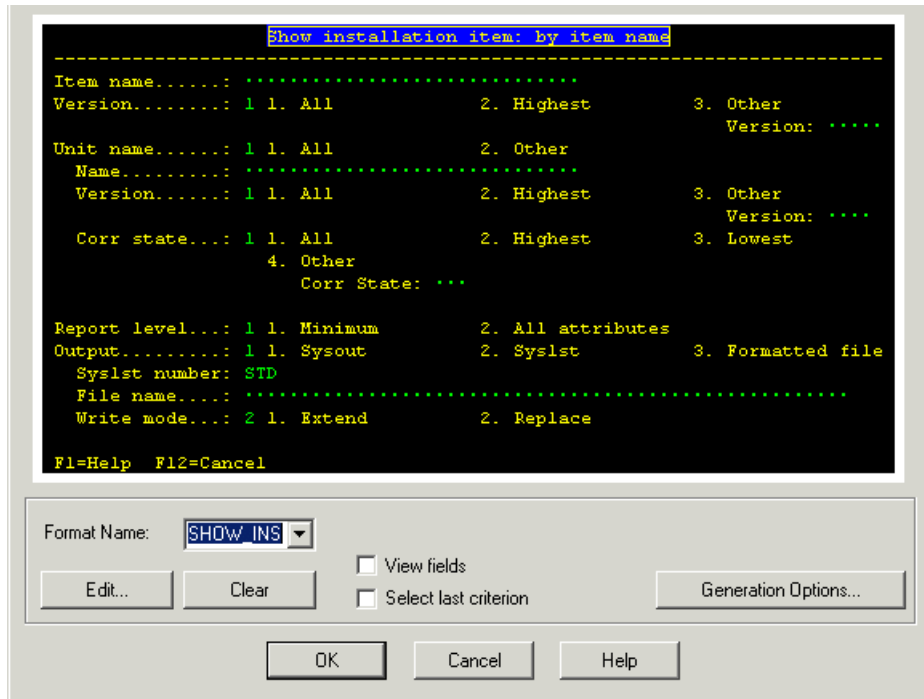 Show installation item: by item name
--------------------------------------------------------------------------
Item name......: ······························
Version........: 1 1. All 2. Highest 3. Other
Version: ·····
Unit name......: 1 1. All 2. Other
Name.........: ······························
Version......: 1 1. All 2. Highest 3. Other
Version: ····
Corr state...: 1 1. All 2. Highest 3. Lowest
4. Other
Corr State: ···
Report level...: 1 1. Minimum 2. All attributes
Output.........: 1 1. Sysout 2. Syslst 3. Formatted file
Syslst number: STD
File name....: ······················································
Write mode...: 2 1. Extend 2. Replace
F1=Help F12=Cancel
Format Name: SHOW_INS
View fields
Edit... Clear Select last criterion Generation Options...
OK Cancel Help